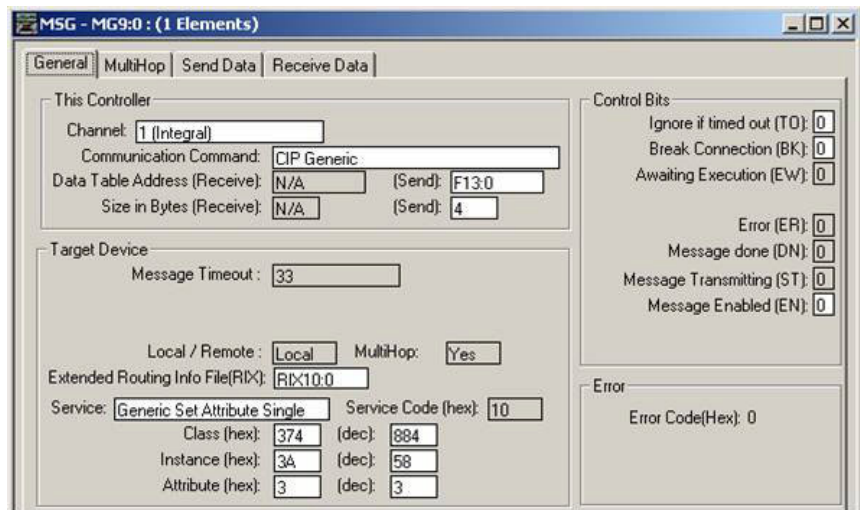 MSG - MG9:0 : (1 Elements)
General MultiHop Send Data Receive Data
This Controller
Channel: 1 (Integral)
Communication Command: CIP Generic
Data Table Address (Receive): N/A (Send): F13:0
Size in Bytes (Receive): N/A (Send): 4
Target Device
Message Timeout : 33
Local / Remote : Local MultiHop: Yes
Extended Routing Info File(RIX): RIX10:0
Service: Generic Set Attribute Single Service Code (hex): 10
Class (hex): 374 (dec): 884
Instance (hex): 3A (dec): 58
Attribute (hex): 3 (dec): 3
Control Bits
Ignore if timed out (TO): 0
Break Connection (BK): 0
Awaiting Execution (EW): 0
Error (ER): 0
Message done (DN): 0
Message Transmitting (ST): 0
Message Enabled (EN): 0
Error
Error Code(Hex): 0